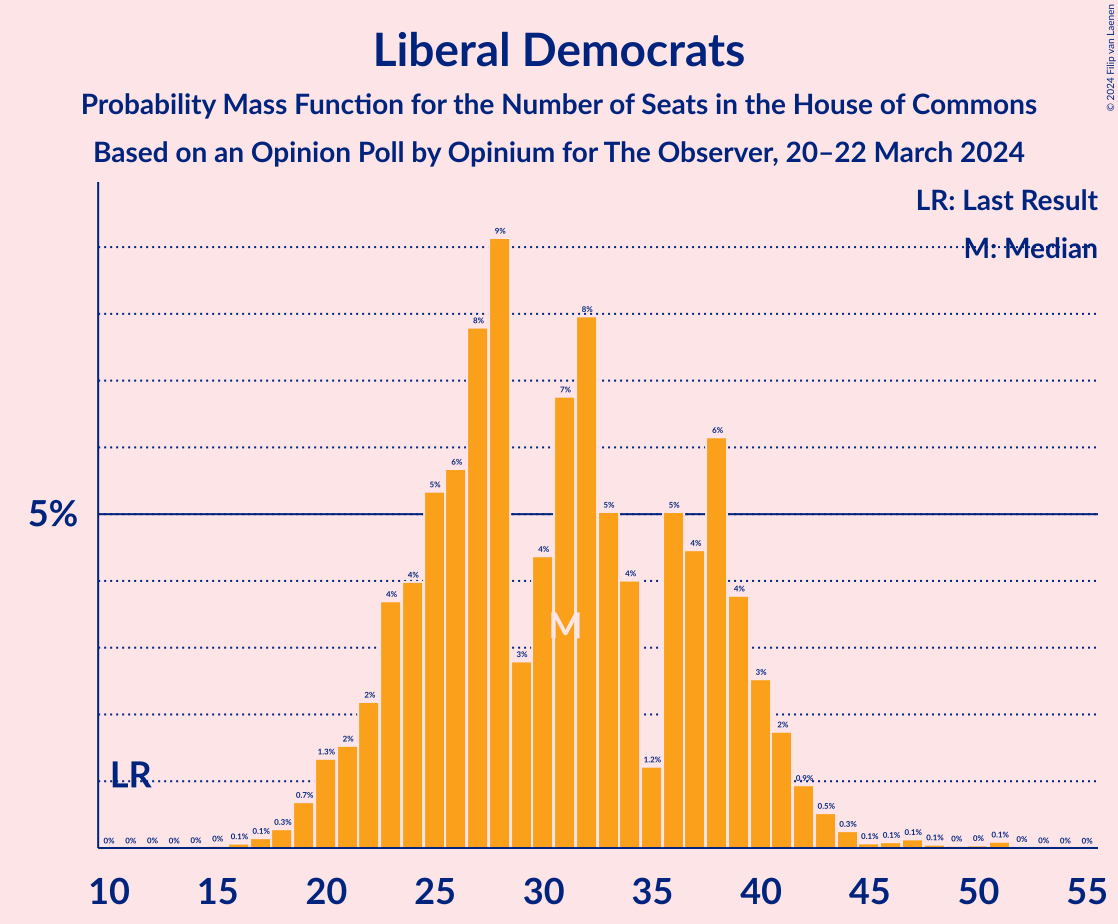 Liberal Democrats
Probability Mass Function for the Number of Seats in the House of Commons
Based on an Opinion Poll by Opinium for The Observer, 20–22 March 2024
© 2024 Filip van Laenen
LR: Last Result
M: Median
5%
LR
M
0% 0% 0% 0% 0% 0% 0.1% 0.1% 0.3% 0.7% 1.3% 2% 2% 4% 4% 5% 6% 8% 9% 3% 4% 7% 8% 5% 4% 1.2% 5% 4% 6% 4% 3% 2% 0.9% 0.5% 0.3% 0.1% 0.1% 0.1% 0.1% 0% 0% 0.1% 0% 0% 0% 0%
10 15 20 25 30 35 40 45 50 55